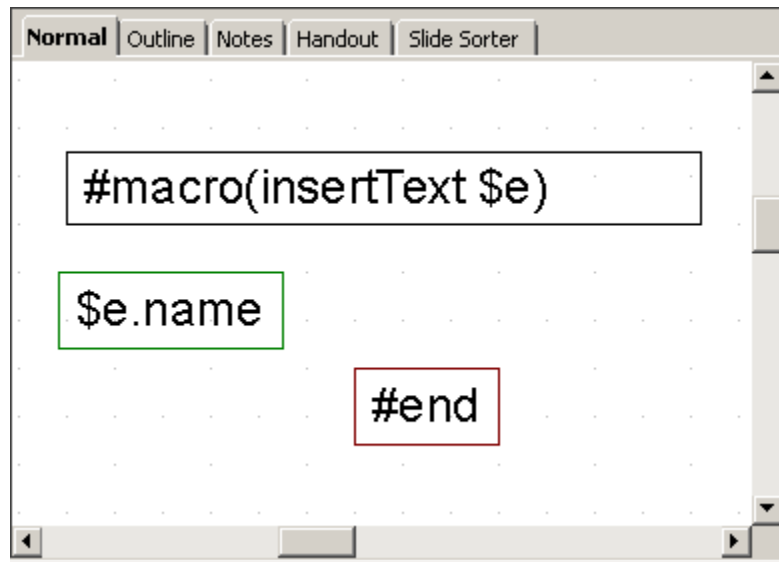 Normal Outline Notes Handout Slide Sorter
#macro(insertText $e)
$e.name
#end